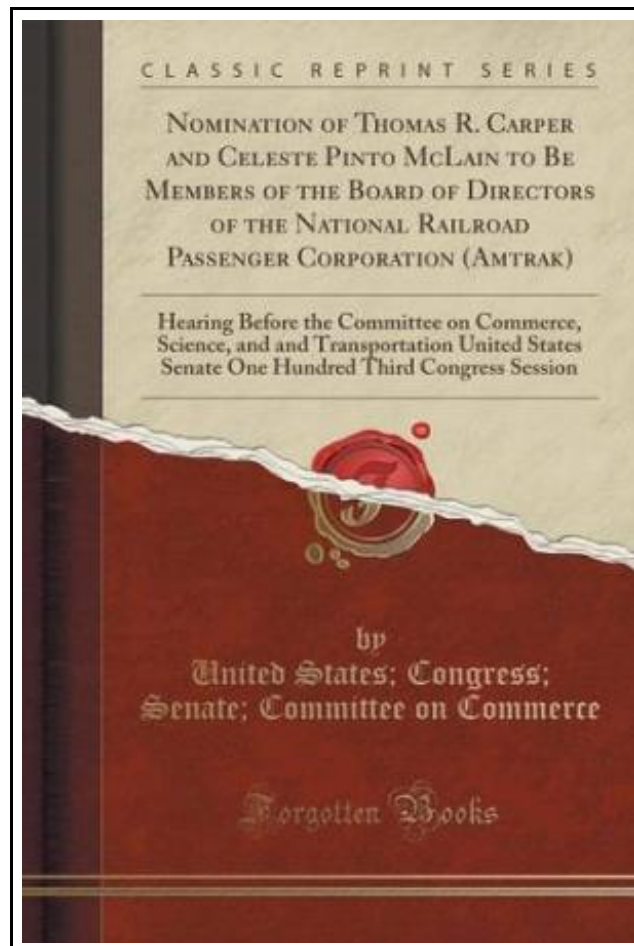 CLASSIC REPRINT SERIES
NOMINATION OF THOMAS R. CARPER
AND CELESTE PINTO MCLAIN TO BE
MEMBERS OF THE BOARD OF DIRECTORS
OF THE NATIONAL RAILROAD
PASSENGER CORPORATION (AMTRAK)
Hearing Before the Committee on Commerce,
Science, and and Transportation United States
Senate One Hundred Third Congress Session
by
United States; Congress;
Senate; Committee on Commerce
Forgotten Books